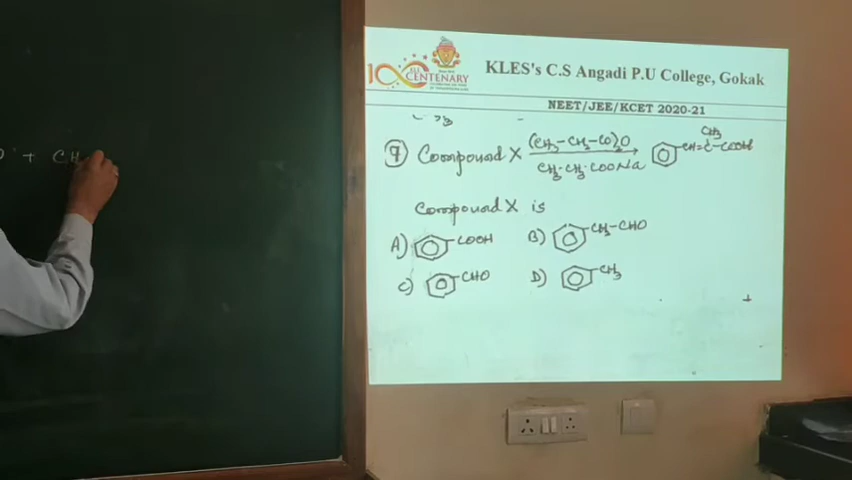 + CH
CENTENARY
KLES's C.S Angadi P.U College, Gokak
NEET/JEE/KCET 2020-21
9) Compound X (CH3-CH2-CO)2O
CH3-CH2-COONa
CH3
CH=C-COOH
Compound X is
A) COOH B) CH2-CHO
C) CHO D) CH3